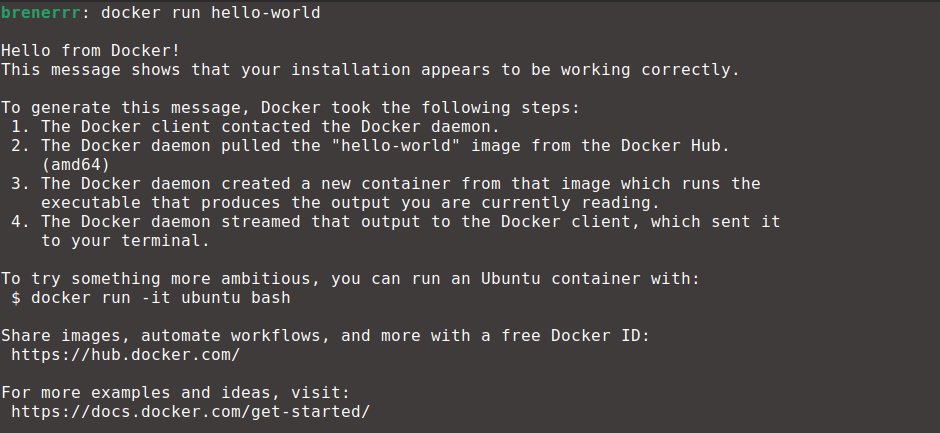 brenerrr: docker run hello-world
Hello from Docker!
This message shows that your installation appears to be working correctly.
To generate this message, Docker took the following steps:
1. The Docker client contacted the Docker daemon.
2. The Docker daemon pulled the "hello-world" image from the Docker Hub.
(amd64)
3. The Docker daemon created a new container from that image which runs the
executable that produces the output you are currently reading.
4. The Docker daemon streamed that output to the Docker client, which sent it
to your terminal.
To try something more ambitious, you can run an Ubuntu container with:
$ docker run -it ubuntu bash
Share images, automate workflows, and more with a free Docker ID:
https://hub.docker.com/
For more examples and ideas, visit:
https://docs.docker.com/get-started/